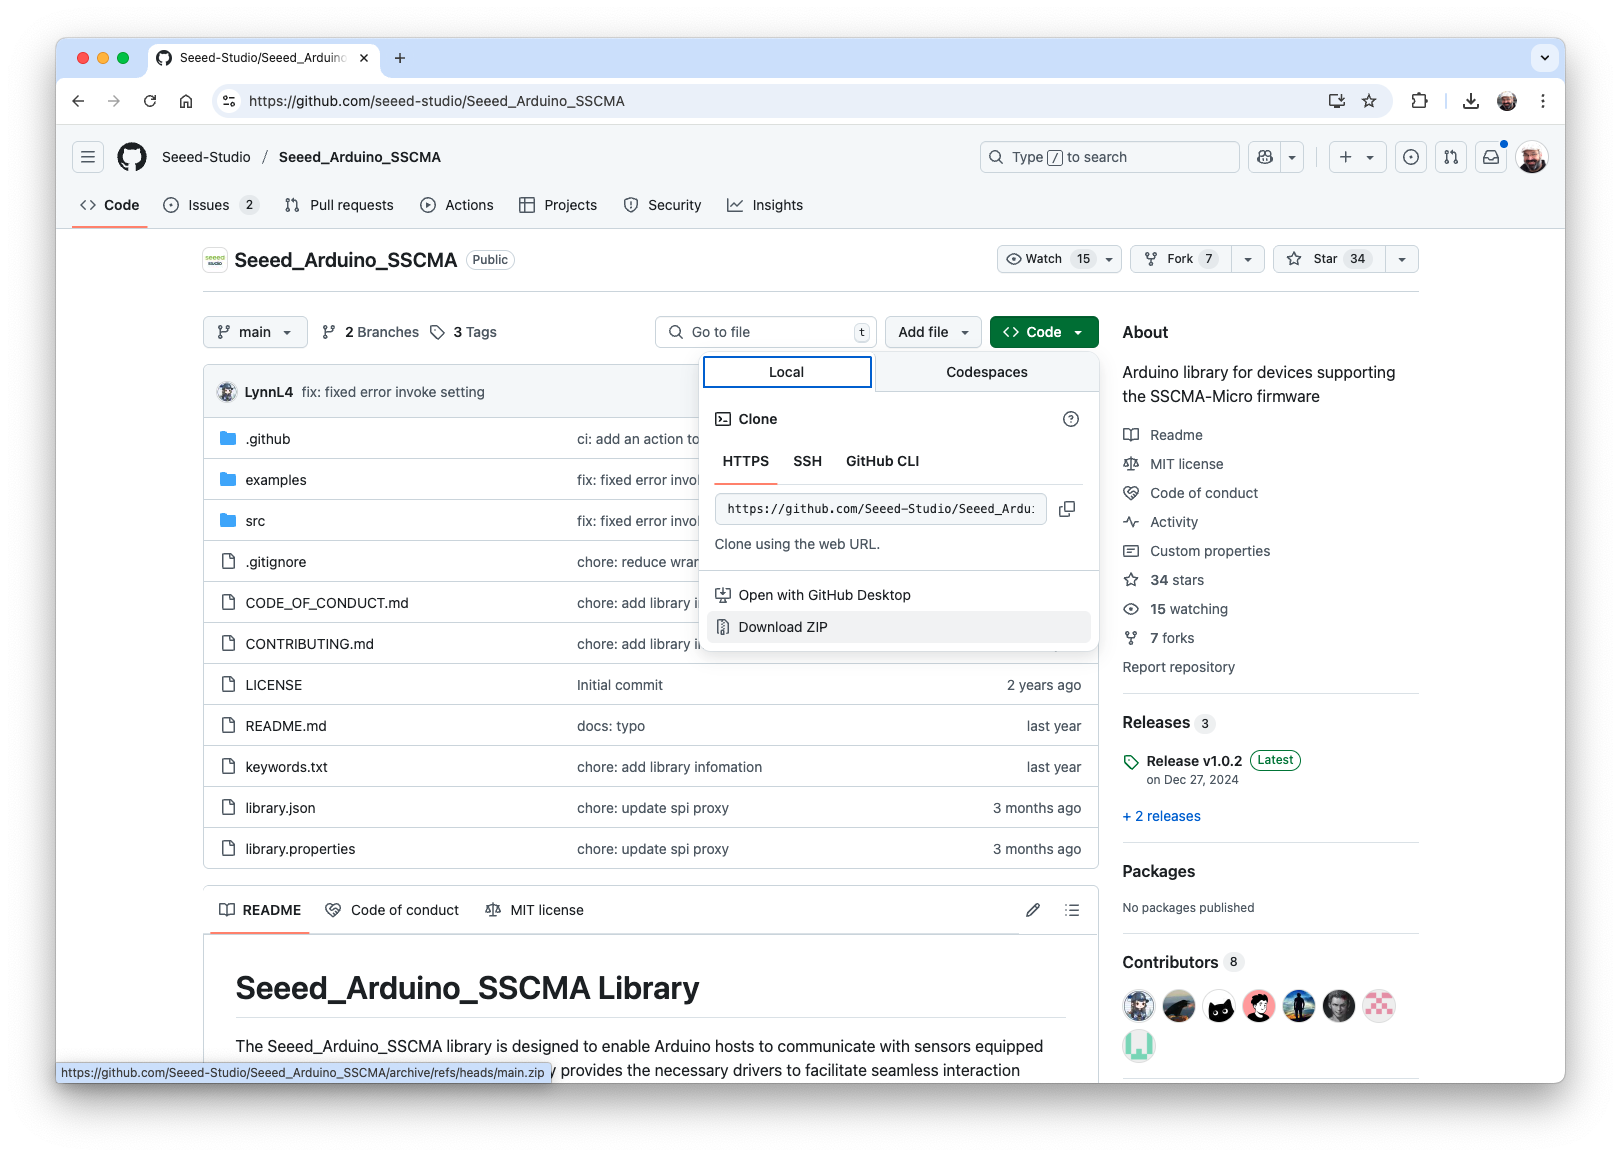 Seeed-Studio/Seeed_Arduino
https://github.com/seeed-studio/Seeed_Arduino_SSCMA
Seeed-Studio / Seeed_Arduino_SSCMA
Type / to search
Code
Issues 2
Pull requests
Actions
Projects
Security
Insights
seeed studio
Seeed_Arduino_SSCMA Public
Watch 15
Fork 7
Star 34
main
2 Branches
3 Tags
Go to file t
Add file
Code
Local
Codespaces
Clone
HTTPS
SSH
GitHub CLI
https://github.com/Seeed-Studio/Seeed_Ardui
Clone using the web URL.
Open with GitHub Desktop
Download ZIP
LynnL4 fix: fixed error invoke setting
.github ci: add an action to
examples fix: fixed error invo
src fix: fixed error invo
.gitignore chore: reduce wrar
CODE_OF_CONDUCT.md chore: add library i
CONTRIBUTING.md chore: add library i
LICENSE Initial commit 2 years ago
README.md docs: typo last year
keywords.txt chore: add library infomation last year
library.json chore: update spi proxy 3 months ago
library.properties chore: update spi proxy 3 months ago
README
Code of conduct
MIT license
Seeed_Arduino_SSCMA Library
The Seeed_Arduino_SSCMA library is designed to enable Arduino hosts to communicate with sensors equipped
y provides the necessary drivers to facilitate seamless interaction
https://github.com/Seeed-Studio/Seeed_Arduino_SSCMA/archive/refs/heads/main.zip
About
Arduino library for devices supporting
the SSCMA-Micro firmware
Readme
MIT license
Code of conduct
Activity
Custom properties
34 stars
15 watching
7 forks
Report repository
Releases 3
Release v1.0.2 Latest
on Dec 27, 2024
+ 2 releases
Packages
No packages published
Contributors 8